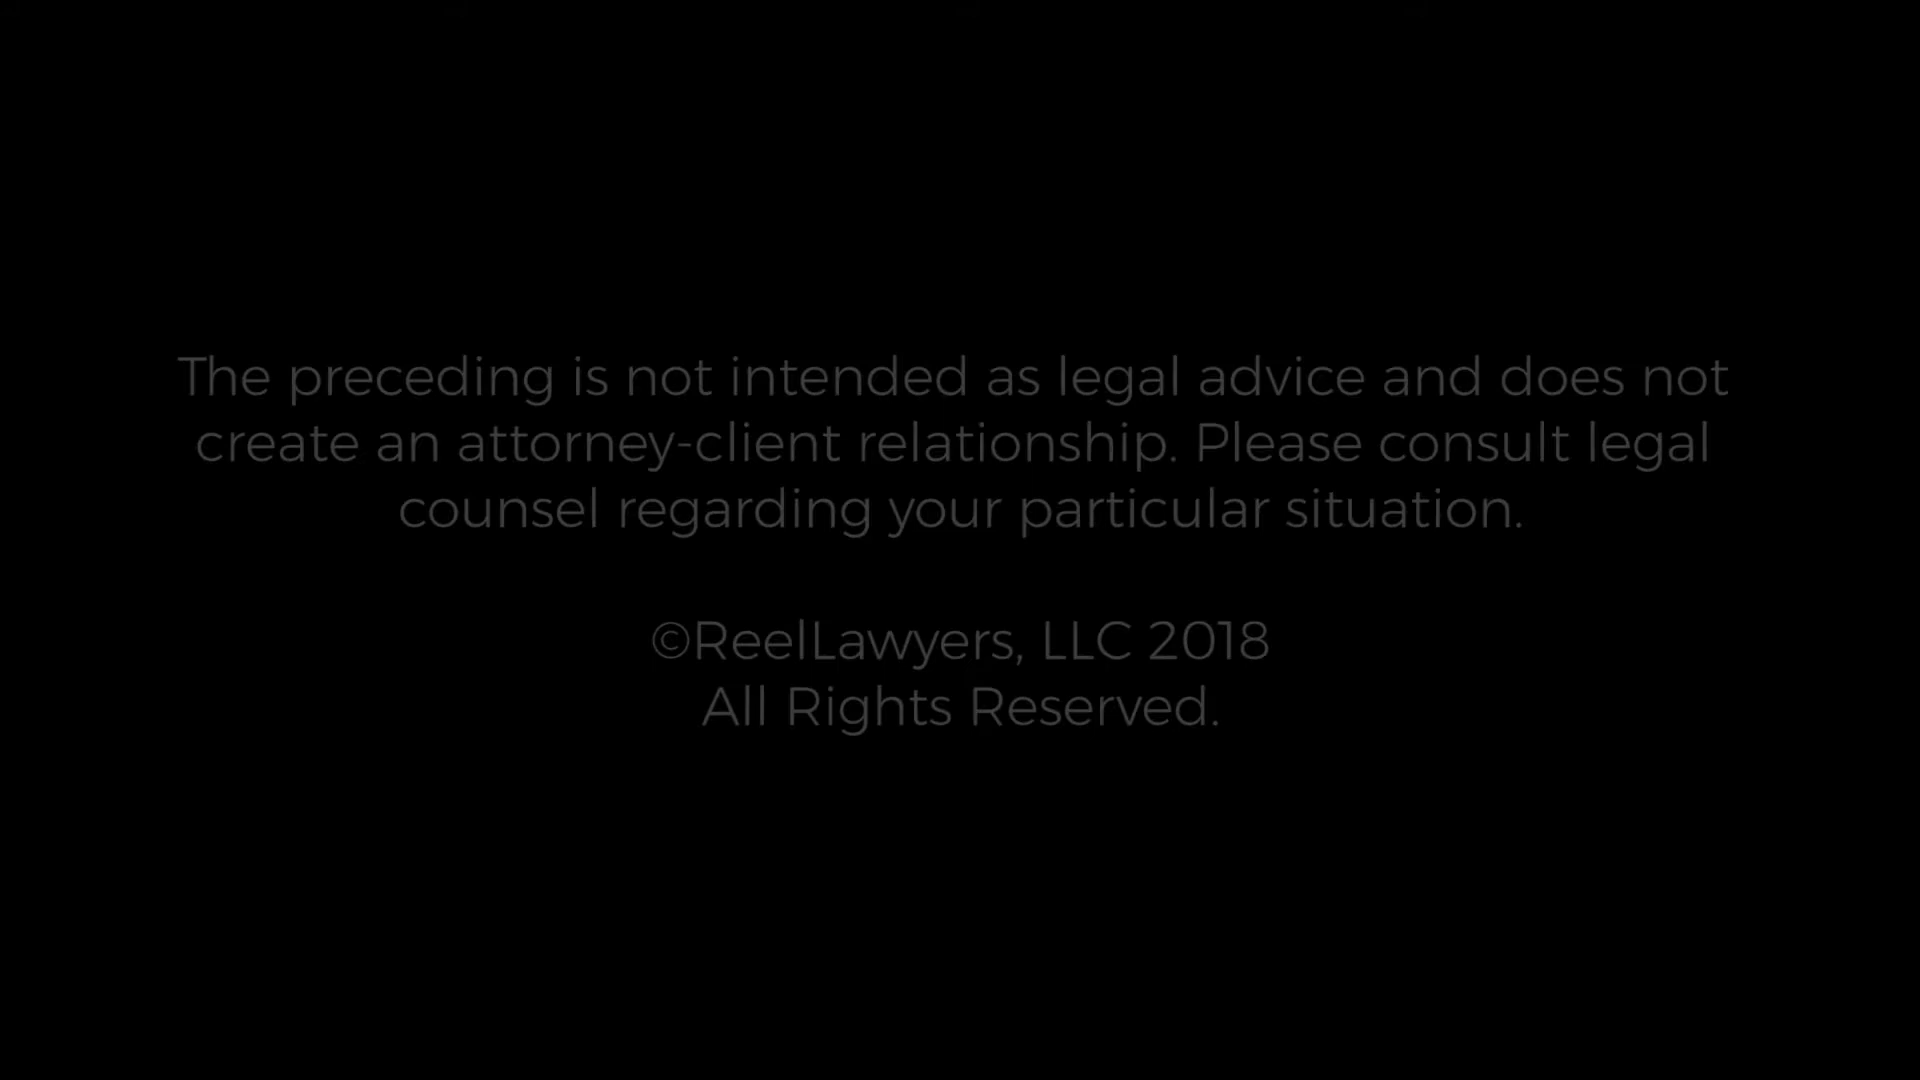 The preceding is not intended as legal advice and does not
create an attorney-client relationship. Please consult legal
counsel regarding your particular situation.
©ReelLawyers, LLC 2018
All Rights Reserved.